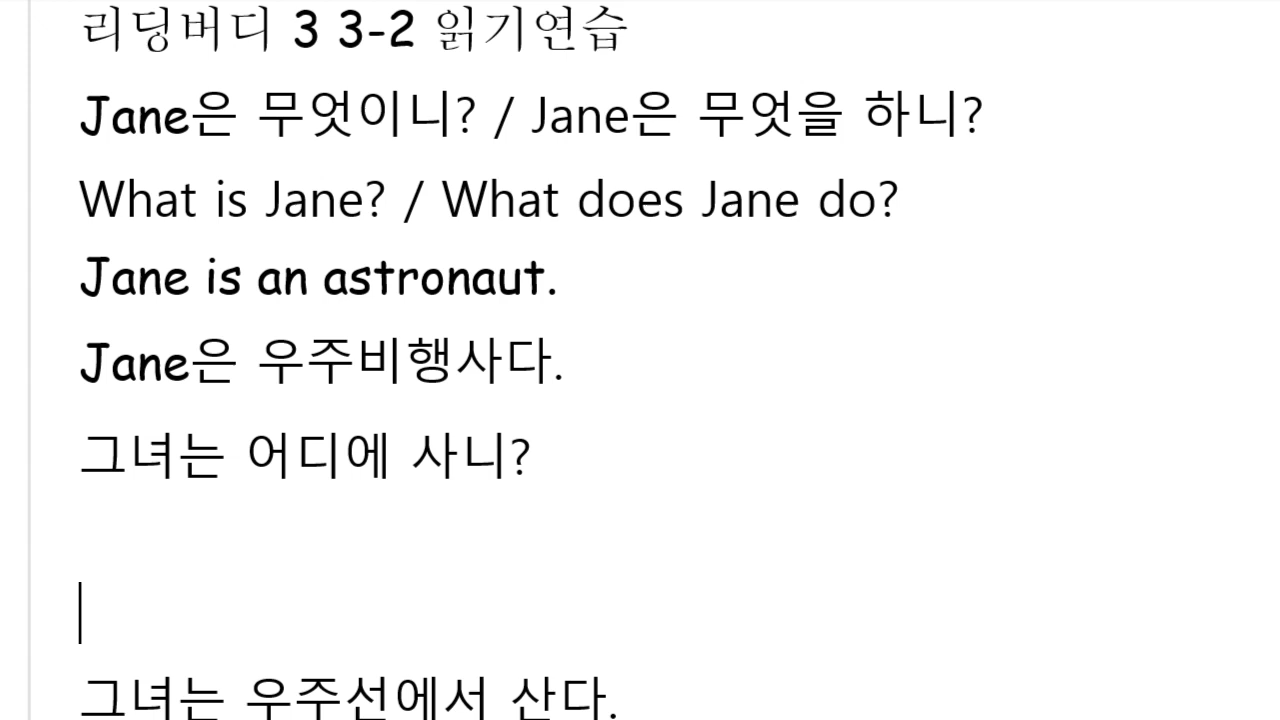 리딩버디 3 3-2 읽기연습
Jane은 무엇이니? / Jane은 무엇을 하니?
What is Jane? / What does Jane do?
Jane is an astronaut.
Jane은 우주비행사다.
그녀는 어디에 사니?
그녀는 우주선에서 산다.